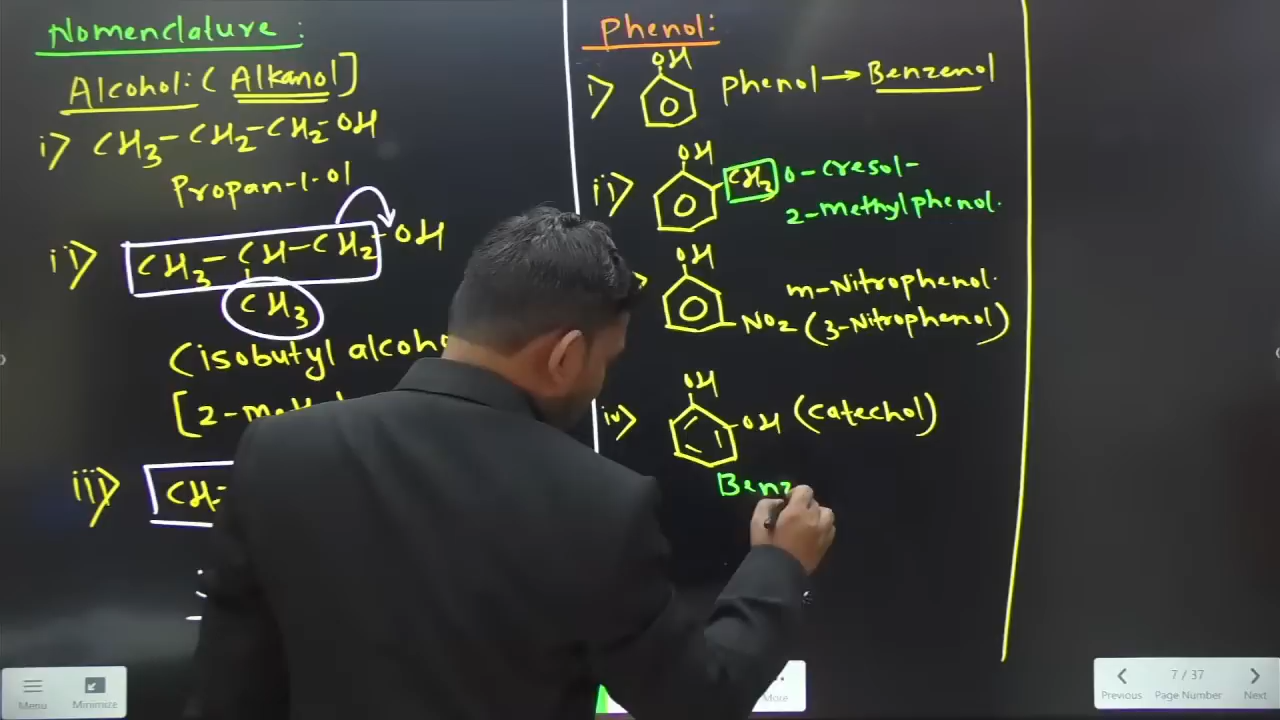 Nomenclature :
Alcohol: (Alkanol]
i) CH3-CH2-CH2-OH
Propan-1-ol
ii) CH3-CH-CH2-OH
CH3
(isobutyl alcoho
[2-meth
iii)
Phenol:
i) OH Phenol → Benzenol
ii) OH CH3 o-cresol-
2-methylphenol.
OH
m-Nitrophenol.
NO2 (3-Nitrophenol)
iv) OH
OH (catechol)
Benz
Menu
Minimize
More
7 / 37
Previous Page Number Next